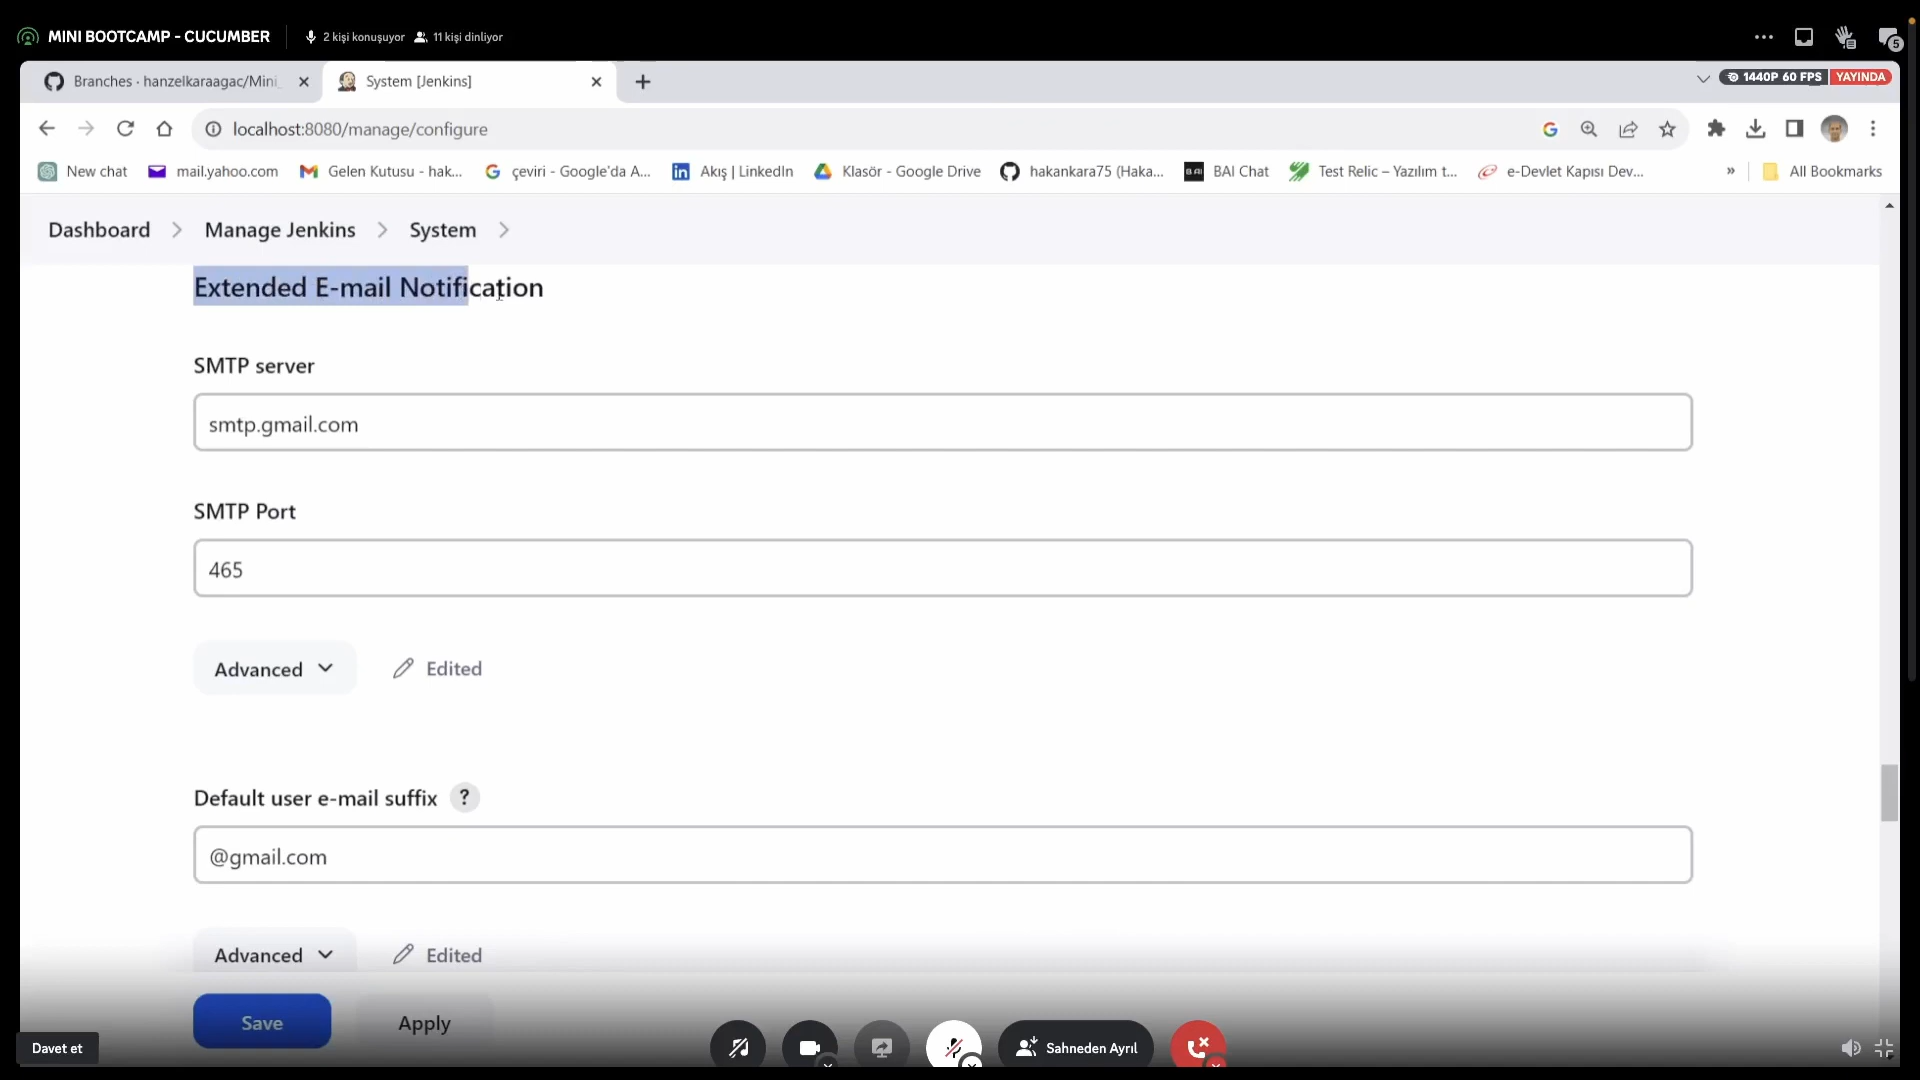 MINI BOOTCAMP - CUCUMBER 2 kişi konuşuyor 11 kişi dinliyor 5
Branches · hanzelkaraagac/Mini_ System [Jenkins] 1440P 60 FPS YAYINDA
localhost:8080/manage/configure
New chat mail.yahoo.com Gelen Kutusu - hak... çeviri - Google'da A... Akış | LinkedIn Klasör - Google Drive hakankara75 (Haka... BAI Chat Test Relic – Yazılım t... e-Devlet Kapısı Dev... » All Bookmarks
Dashboard Manage Jenkins System
Extended E-mail Notification
SMTP server
smtp.gmail.com
SMTP Port
465
Advanced Edited
Default user e-mail suffix ?
@gmail.com
Advanced Edited
Save Apply
Davet et Sahneden Ayrıl